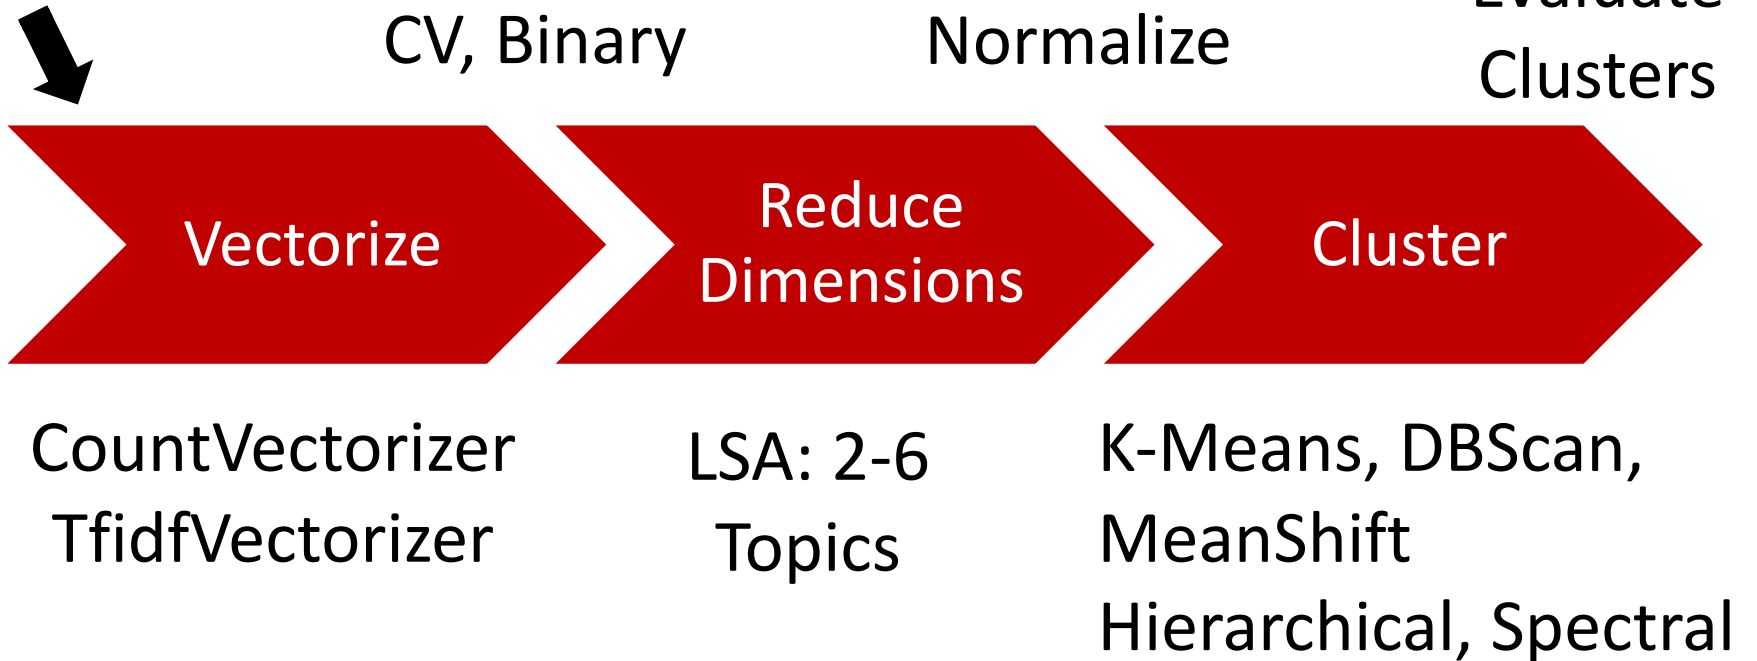 CV, Binary
Normalize
Evaluate
Clusters
Vectorize
Reduce
Dimensions
Cluster
CountVectorizer
TfidfVectorizer
LSA: 2-6
Topics
K-Means, DBScan,
MeanShift
Hierarchical, Spectral